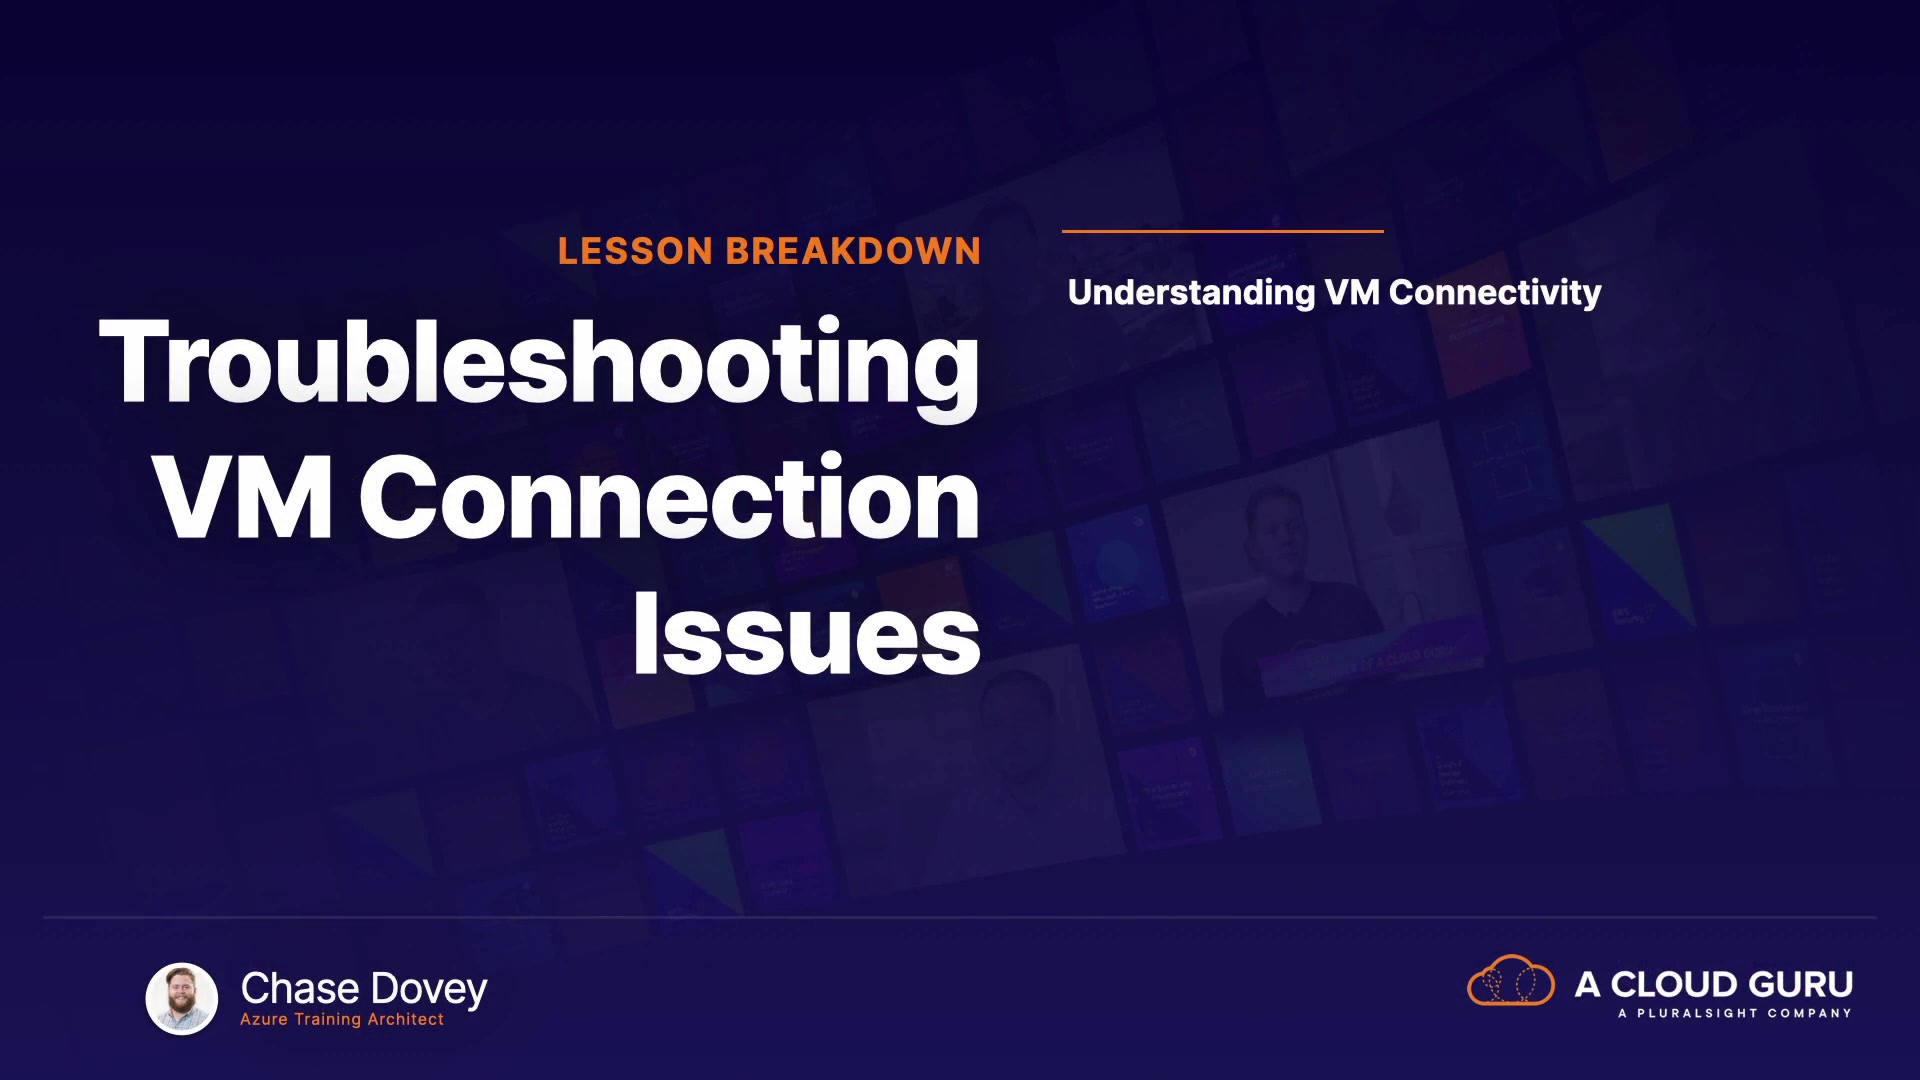 LESSON BREAKDOWN
Troubleshooting
VM Connection
Issues
Understanding VM Connectivity
Chase Dovey
Azure Training Architect
A CLOUD GURU
A PLURALSIGHT COMPANY